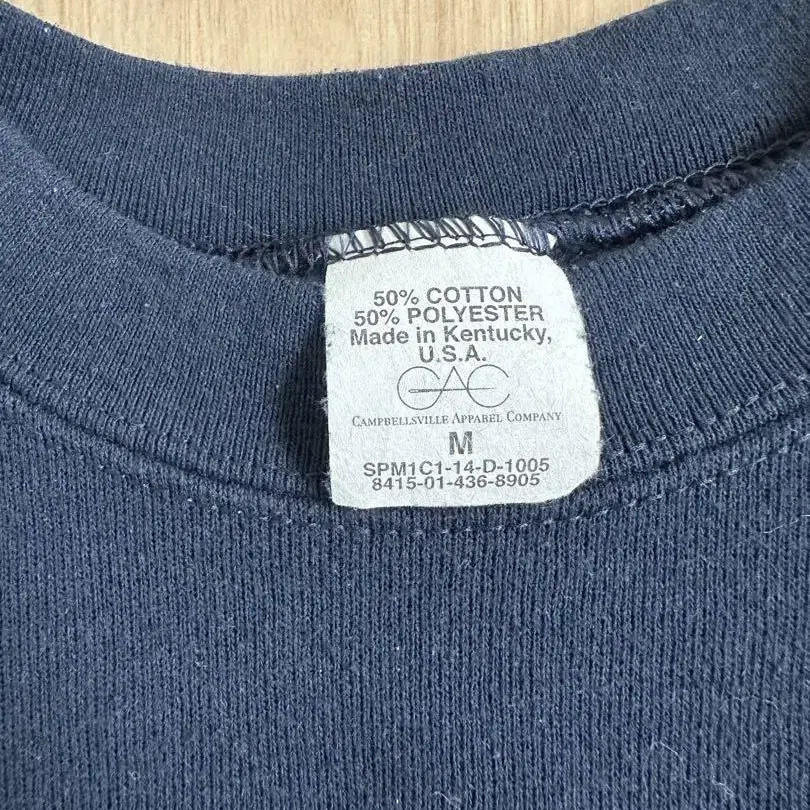 50% COTTON
50% POLYESTER
Made in Kentucky,
U.S.A.
CAC
CAMPBELLSVILLE APPAREL COMPANY
M
SPM1C1-14-D-1005
8415-01-436-8905